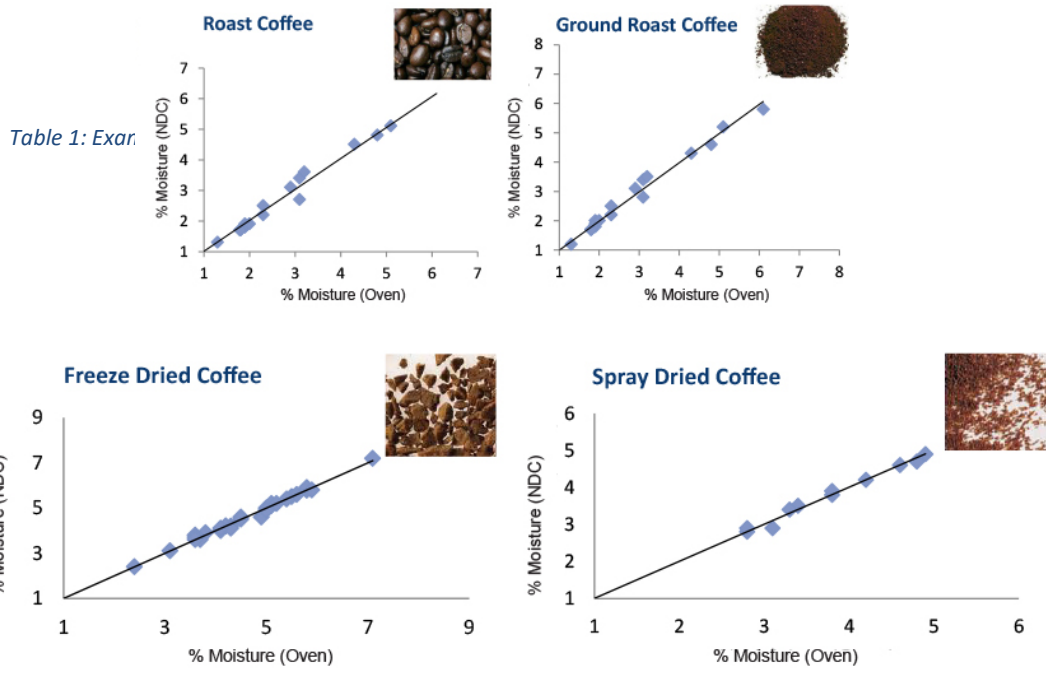 Roast Coffee
7
6
5
4
3
2
1
% Moisture (NDC)
1 2 3 4 5 6 7
% Moisture (Oven)
Ground Roast Coffee
8
7
6
5
4
3
2
1
% Moisture (NDC)
1 2 3 4 5 6 7 8
% Moisture (Oven)
Table 1:
Freeze Dried Coffee
9
7
5
3
1
% Moisture (NDC)
1 3 5 7 9
% Moisture (Oven)
Spray Dried Coffee
6
5
4
3
2
1
% Moisture (NDC)
1 2 3 4 5 6
% Moisture (Oven)